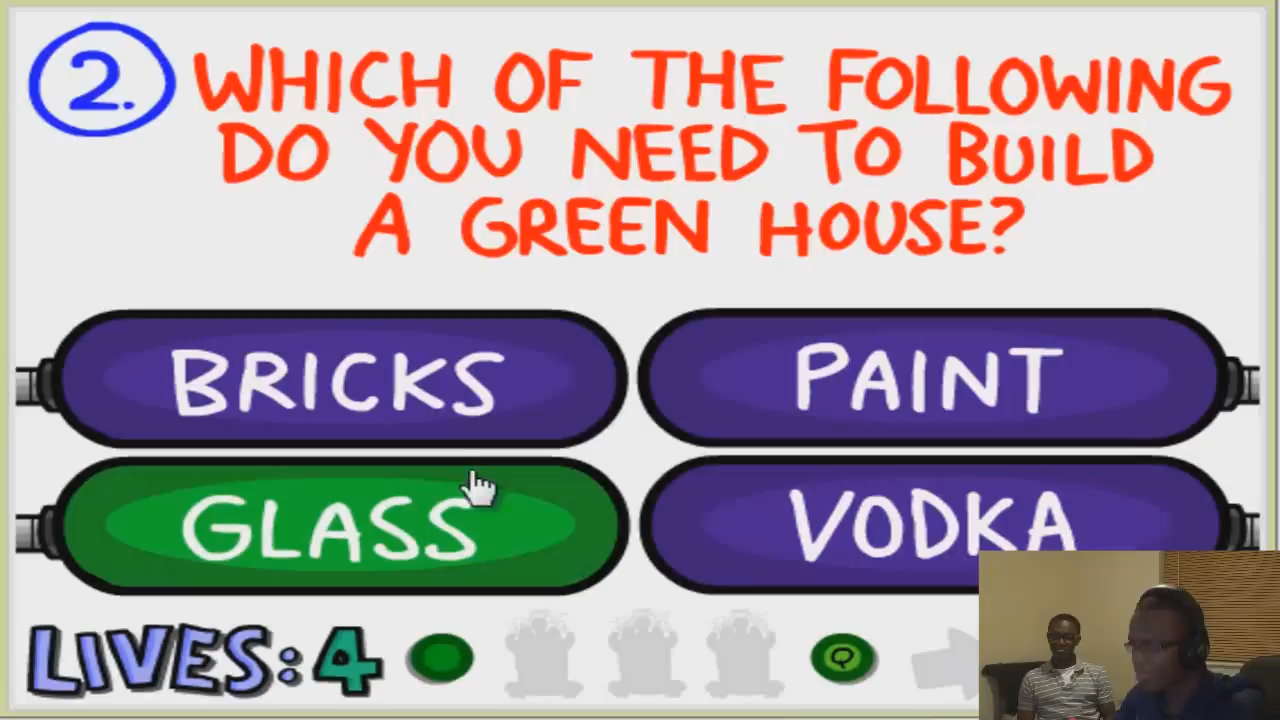 2. WHICH OF THE FOLLOWING
DO YOU NEED TO BUILD
A GREEN HOUSE?
BRICKS
PAINT
GLASS
VODKA
LIVES: 4
Q